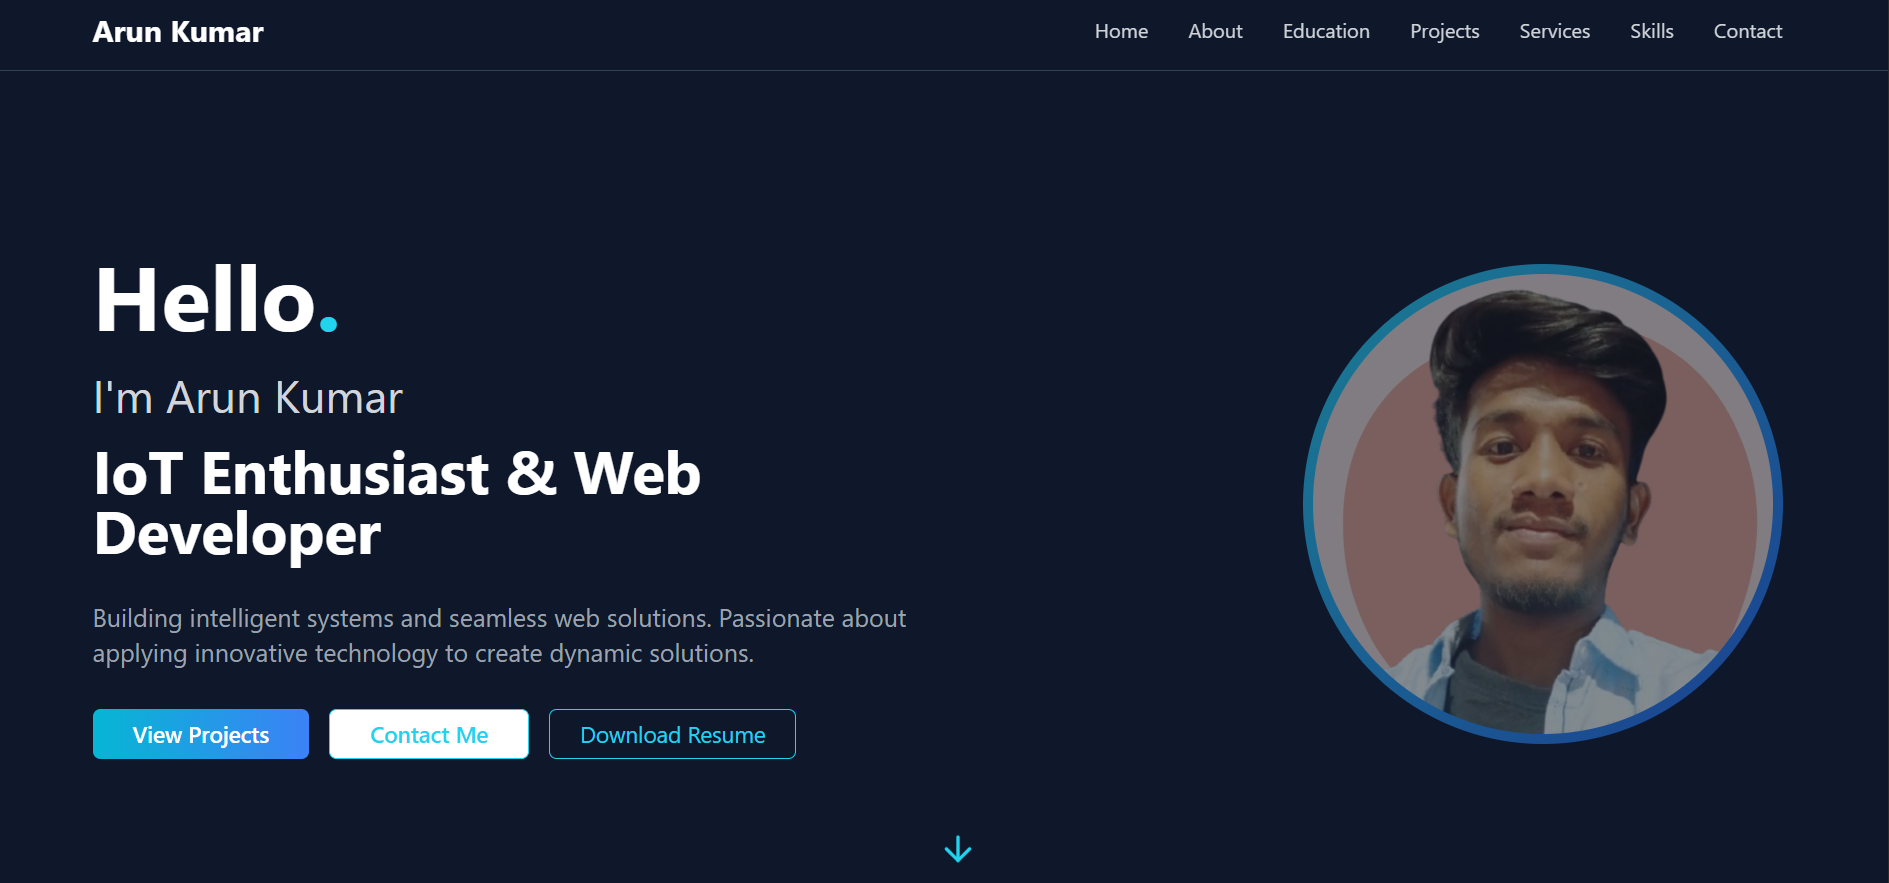 Arun Kumar
Home About Education Projects Services Skills Contact
Hello.
I'm Arun Kumar
IoT Enthusiast & Web
Developer
Building intelligent systems and seamless web solutions. Passionate about
applying innovative technology to create dynamic solutions.
View Projects Contact Me Download Resume